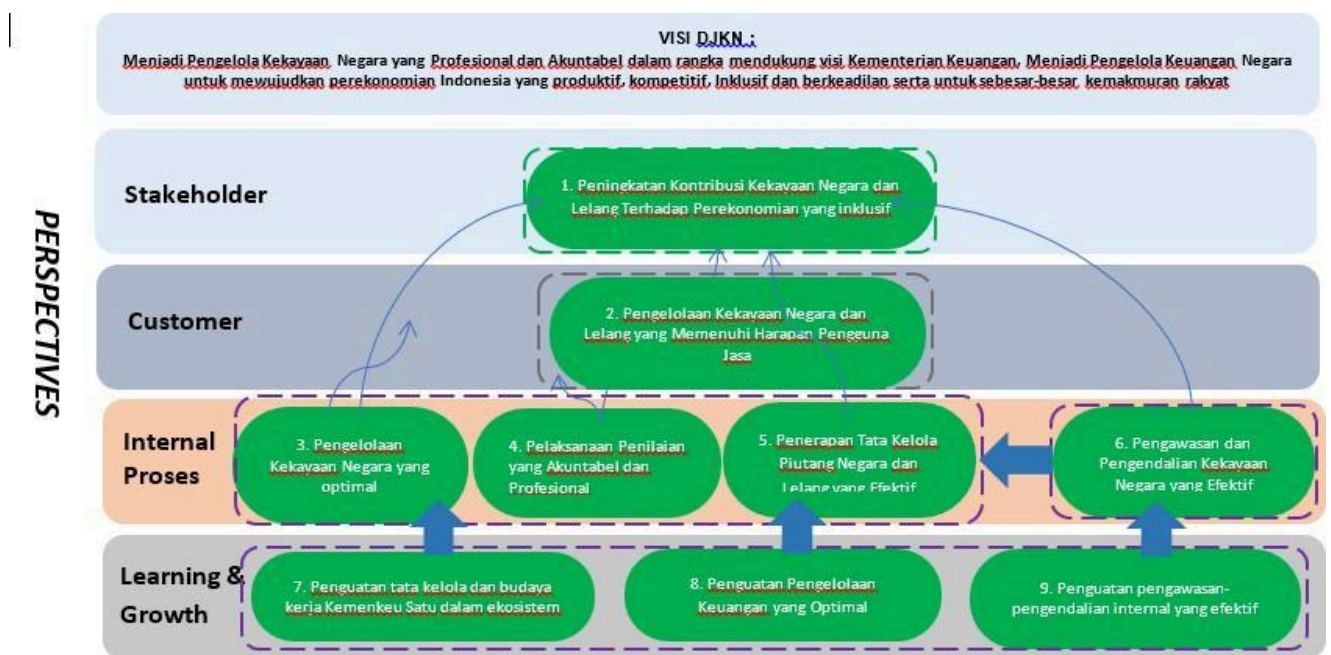 VISI DJKN :
Menjadi Pengelola Kekayaan Negara yang Profesional dan Akuntabel dalam rangka mendukung visi Kementerian Keuangan, Menjadi Pengelola Keuangan Negara
untuk mewujudkan perekonomian Indonesia yang produktif, kompetitif, Inklusif dan berkeadilan serta untuk sebesar-besar kemakmuran rakyat
PERSPECTIVES
Stakeholder
1. Peningkatan Kontribusi Kekayaan Negara dan
Lelang Terhadap Perekonomian yang inklusif
Customer
2. Pengelolaan Kekayaan Negara dan
Lelang yang Memenuhi Harapan Pengguna
Jasa
Internal
Proses
3. Pengelolaan
Kekayaan Negara yang
optimal
4. Pelaksanaan Penilaian
yang Akuntabel dan
Profesional
5. Penerapan Tata Kelola
Piutang Negara dan
Lelang yang Efektif
6. Pengawasan dan
Pengendalian Kekayaan
Negara yang Efektif
Learning &
Growth
7. Penguatan tata kelola dan budaya
kerja Kemenkeu Satu dalam ekosistem
8. Penguatan Pengelolaan
Keuangan yang Optimal
9. Penguatan pengawasan-
pengendalian internal yang efektif